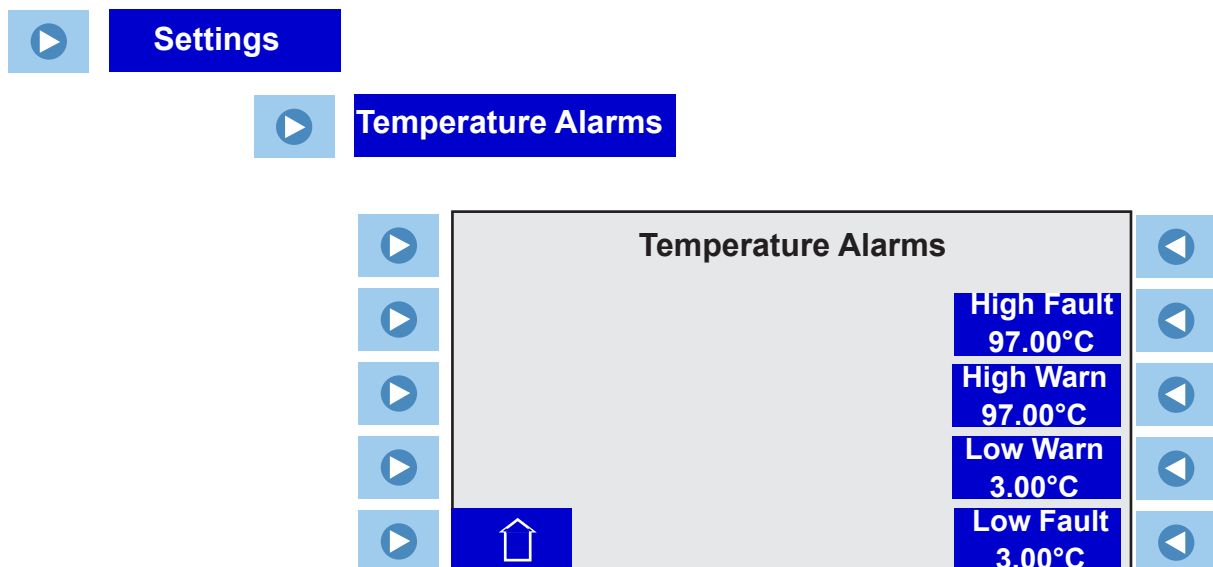 Settings
Temperature Alarms
Temperature Alarms
High Fault
97.00°C
High Warn
97.00°C
Low Warn
3.00°C
Low Fault
3.00°C